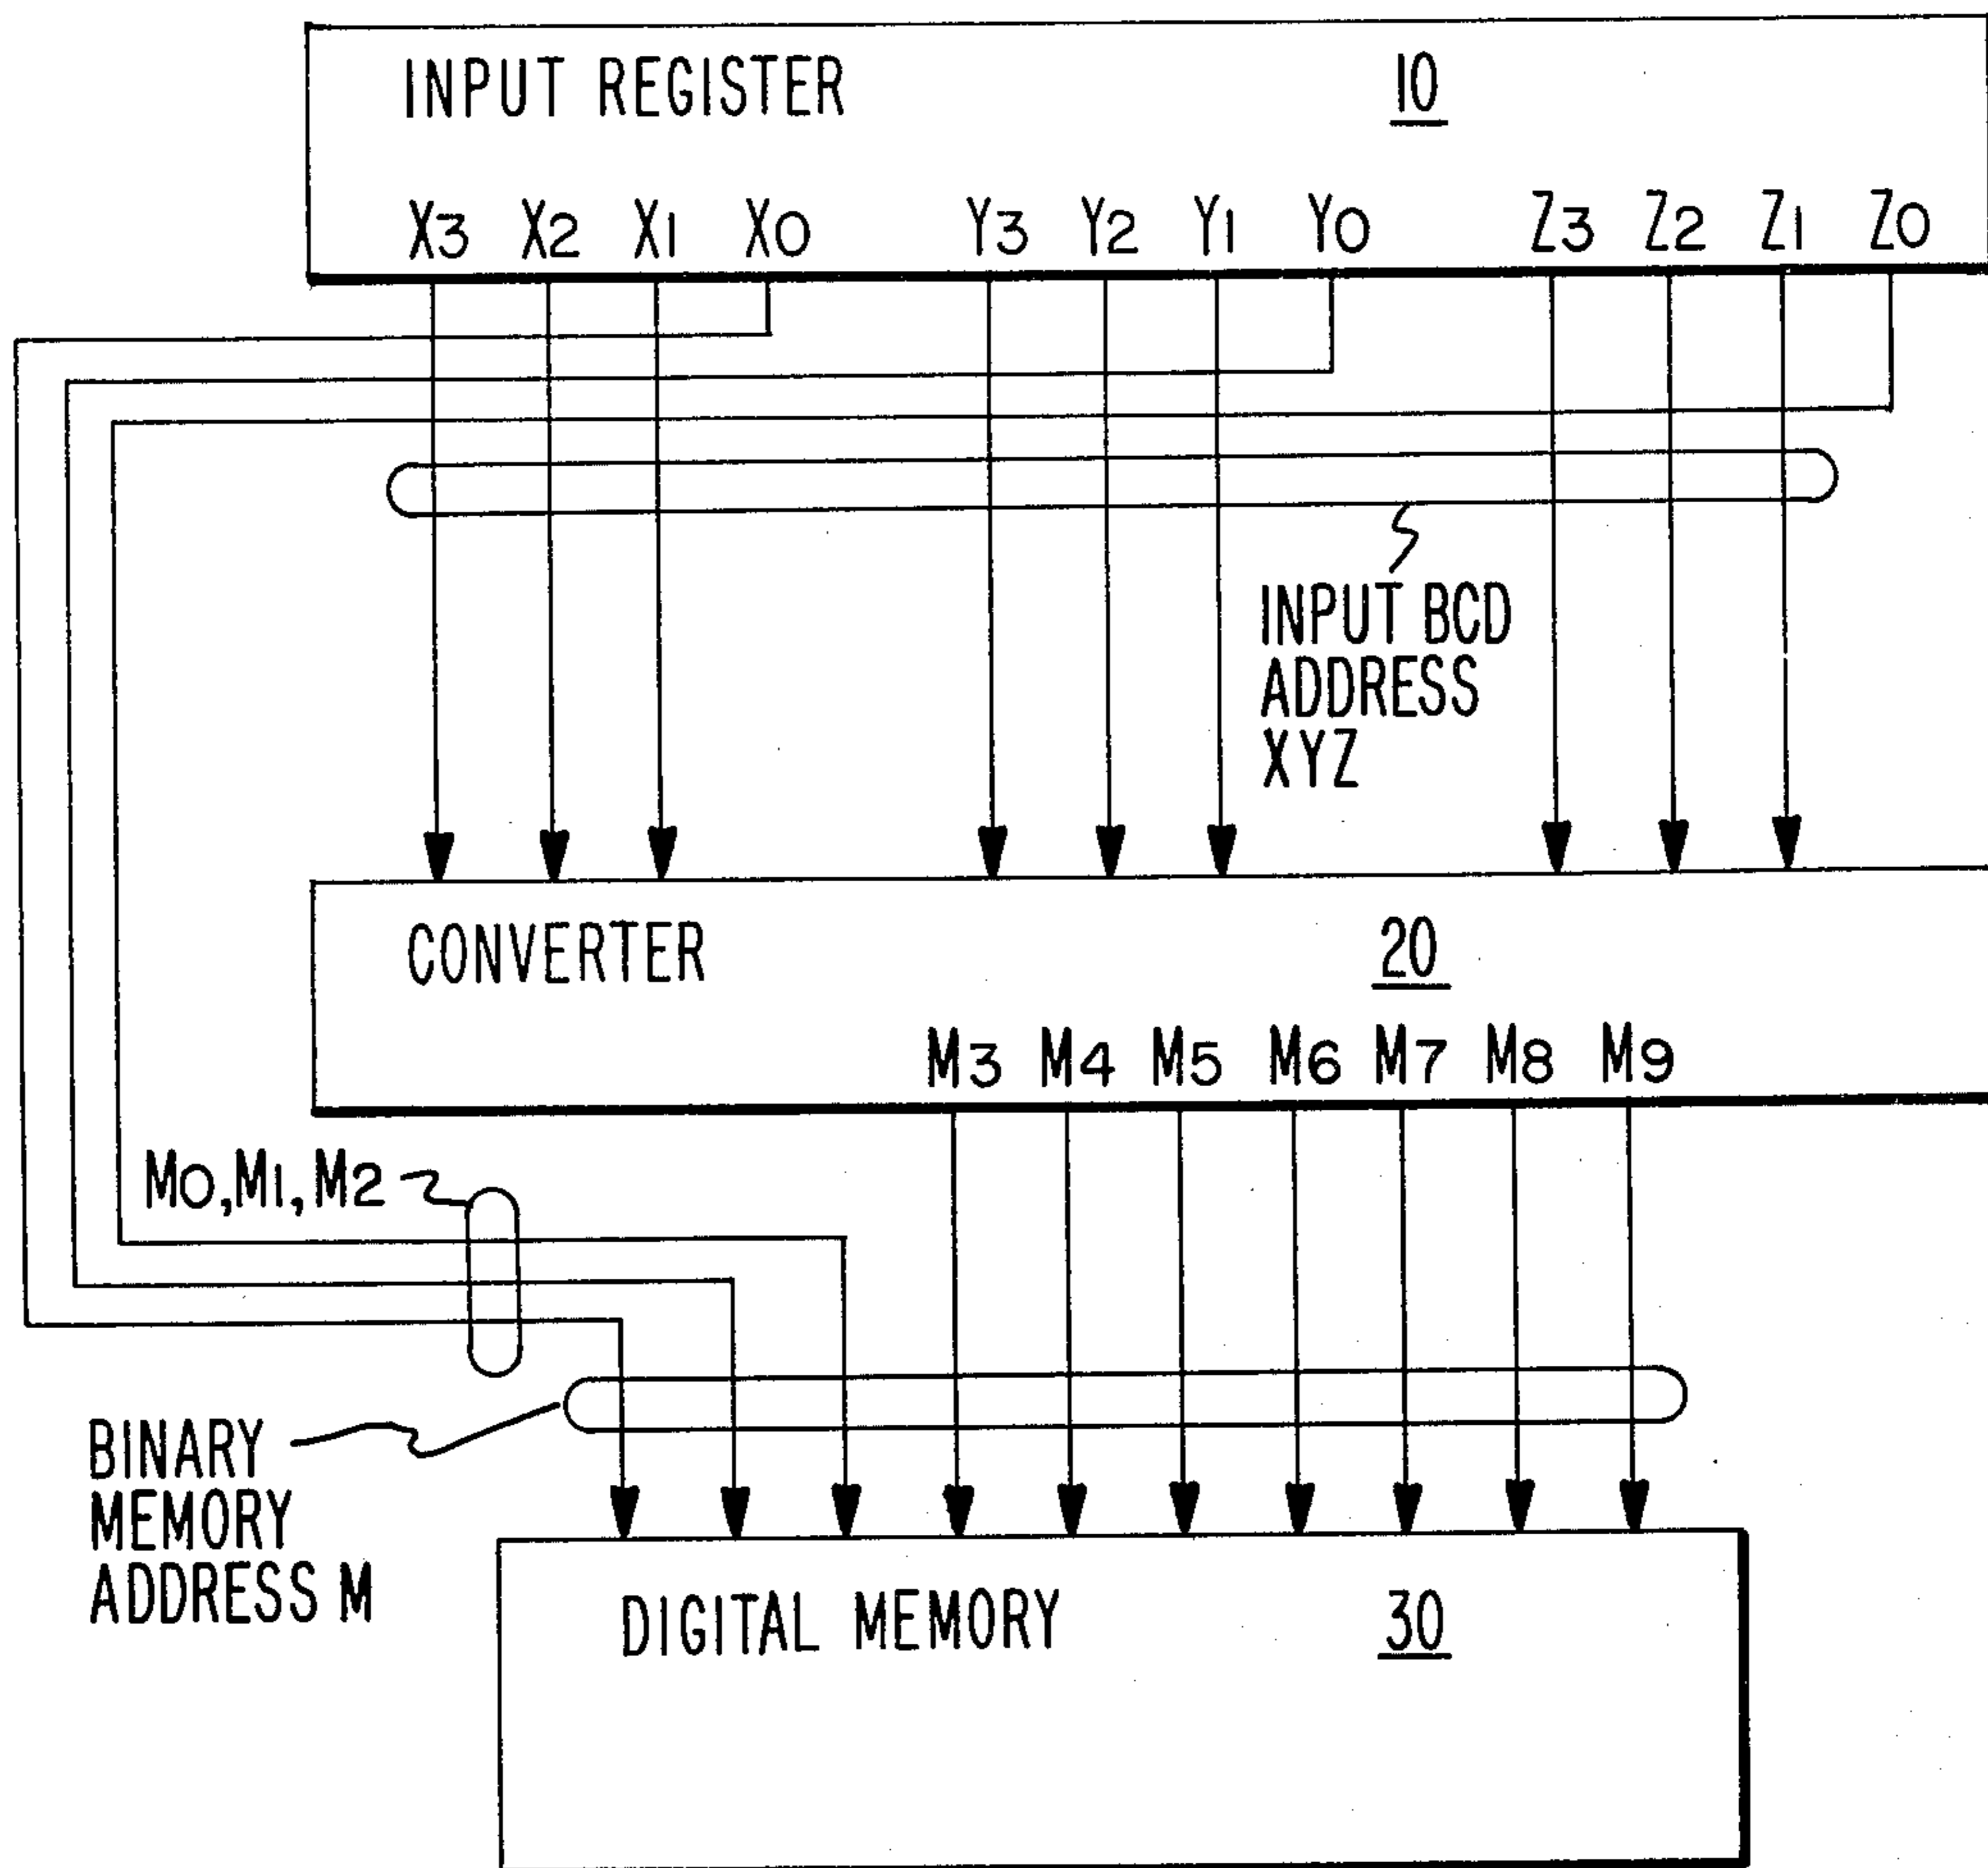 INPUT REGISTER 10
X3 X2 X1 X0 Y3 Y2 Y1 Y0 Z3 Z2 Z1 Z0
INPUT BCD
ADDRESS
XYZ
CONVERTER 20
M3 M4 M5 M6 M7 M8 M9
M0,M1,M2
BINARY
MEMORY
ADDRESS M
DIGITAL MEMORY 30